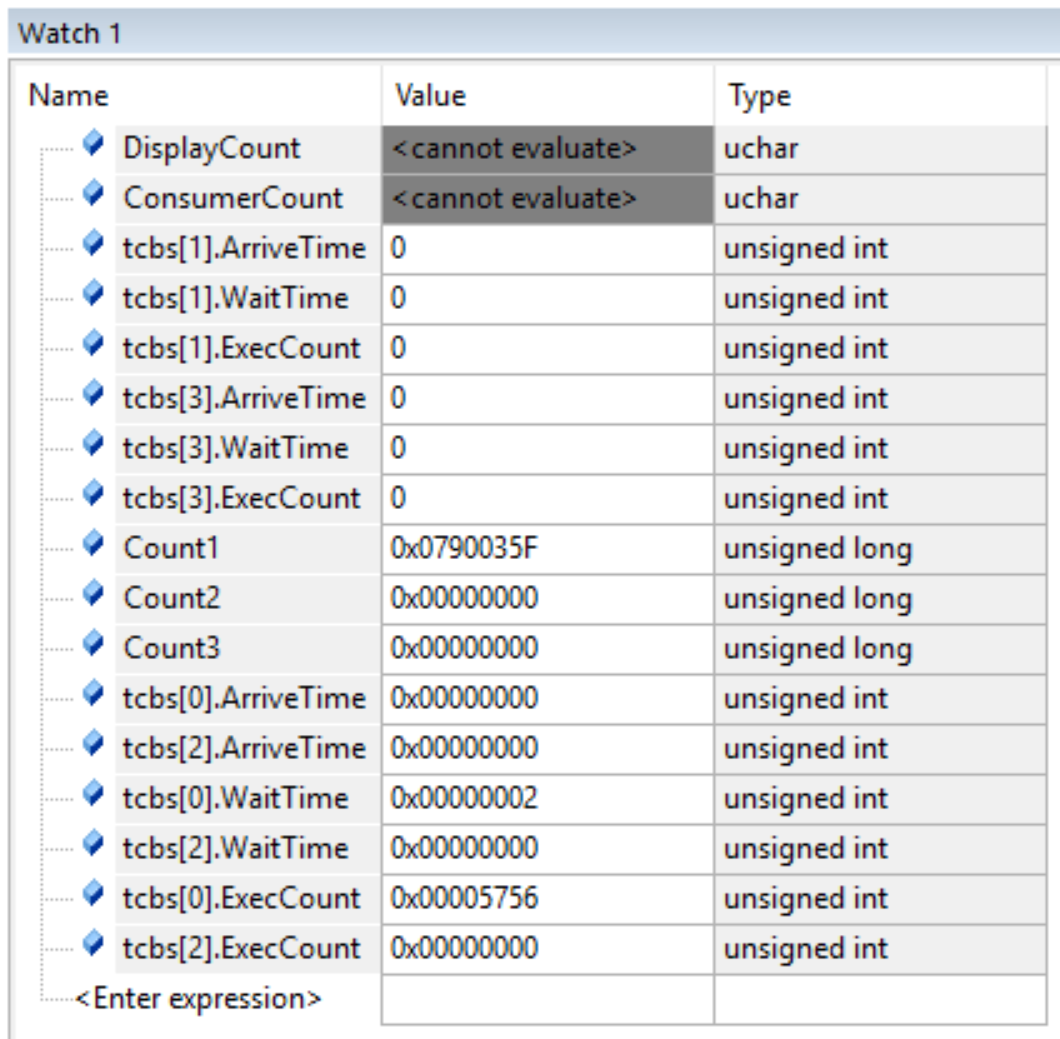 Watch 1
Name Value Type
DisplayCount <cannot evaluate> uchar
ConsumerCount <cannot evaluate> uchar
tcbs[1].ArriveTime 0 unsigned int
tcbs[1].WaitTime 0 unsigned int
tcbs[1].ExecCount 0 unsigned int
tcbs[3].ArriveTime 0 unsigned int
tcbs[3].WaitTime 0 unsigned int
tcbs[3].ExecCount 0 unsigned int
Count1 0x0790035F unsigned long
Count2 0x00000000 unsigned long
Count3 0x00000000 unsigned long
tcbs[0].ArriveTime 0x00000000 unsigned int
tcbs[2].ArriveTime 0x00000000 unsigned int
tcbs[0].WaitTime 0x00000002 unsigned int
tcbs[2].WaitTime 0x00000000 unsigned int
tcbs[0].ExecCount 0x00005756 unsigned int
tcbs[2].ExecCount 0x00000000 unsigned int
<Enter expression>